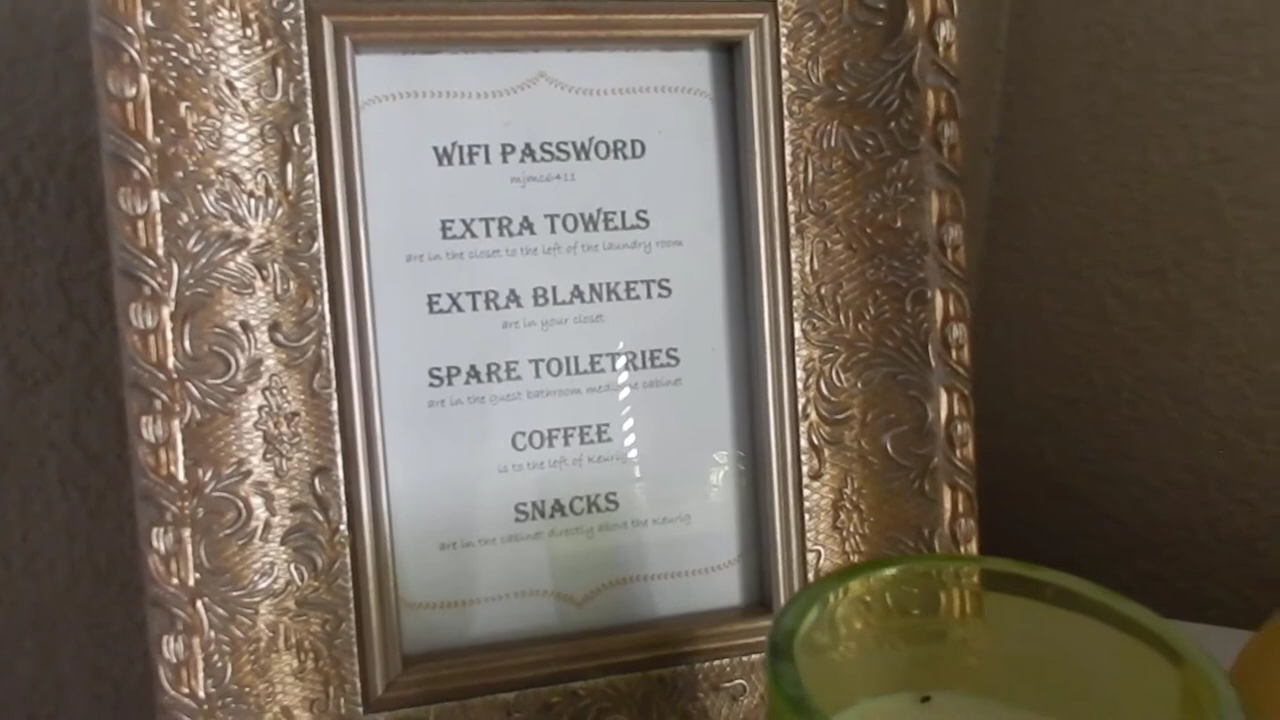 WIFI PASSWORD
mjmc6411
EXTRA TOWELS
are in the closet to the left of the laundry room
EXTRA BLANKETS
are in your closet
SPARE TOILETRIES
are in the guest bathroom medicine cabinet
COFFEE
is to the left of Keurig
SNACKS
are in the cabinet directly above the Keurig